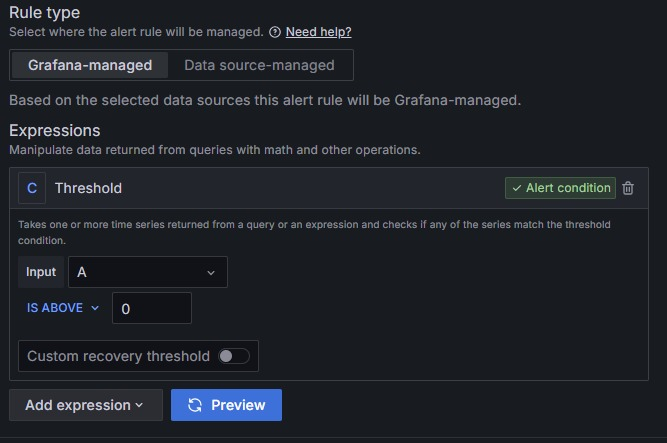 Rule type
Select where the alert rule will be managed. Need help?
Grafana-managed Data source-managed
Based on the selected data sources this alert rule will be Grafana-managed.
Expressions
Manipulate data returned from queries with math and other operations.
C Threshold Alert condition
Takes one or more time series returned from a query or an expression and checks if any of the series match the threshold
condition.
Input A
IS ABOVE 0
Custom recovery threshold
Add expression Preview